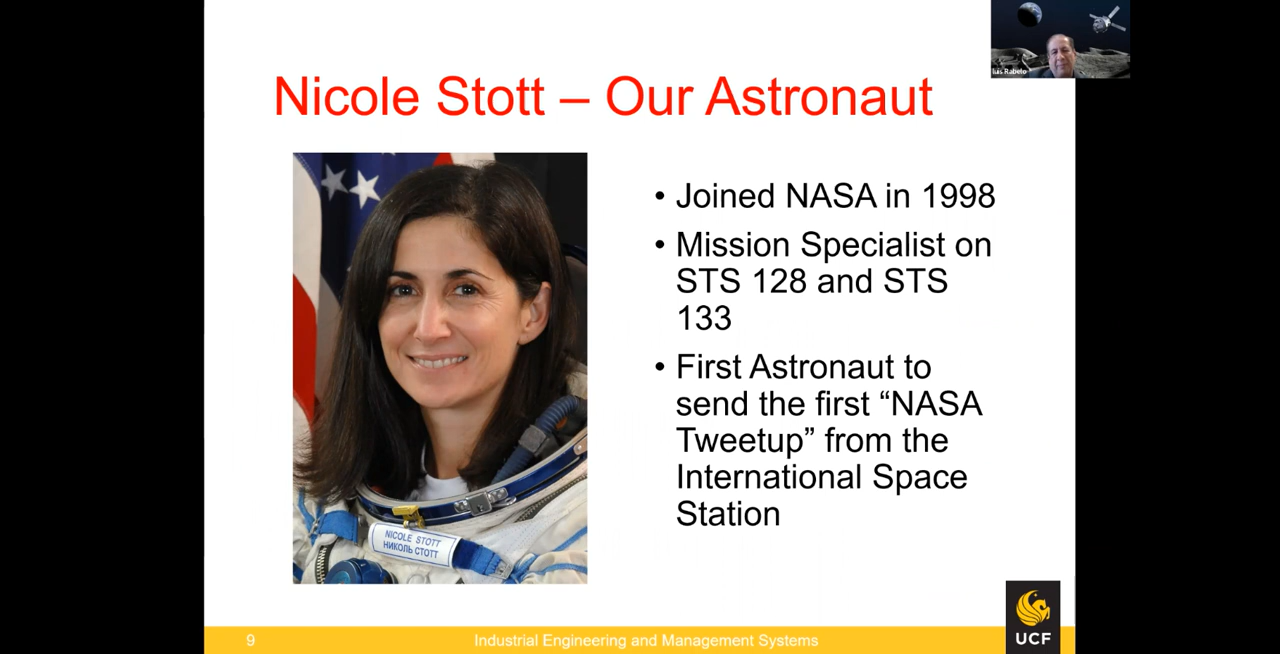 Luis Rabelo
Nicole Stott – Our Astronaut
• Joined NASA in 1998
• Mission Specialist on
STS 128 and STS
133
• First Astronaut to
send the first “NASA
Tweetup” from the
International Space
Station
NICOLE STOTT
НИКОЛЬ СТОТТ
9
Industrial Engineering and Management Systems
UCF